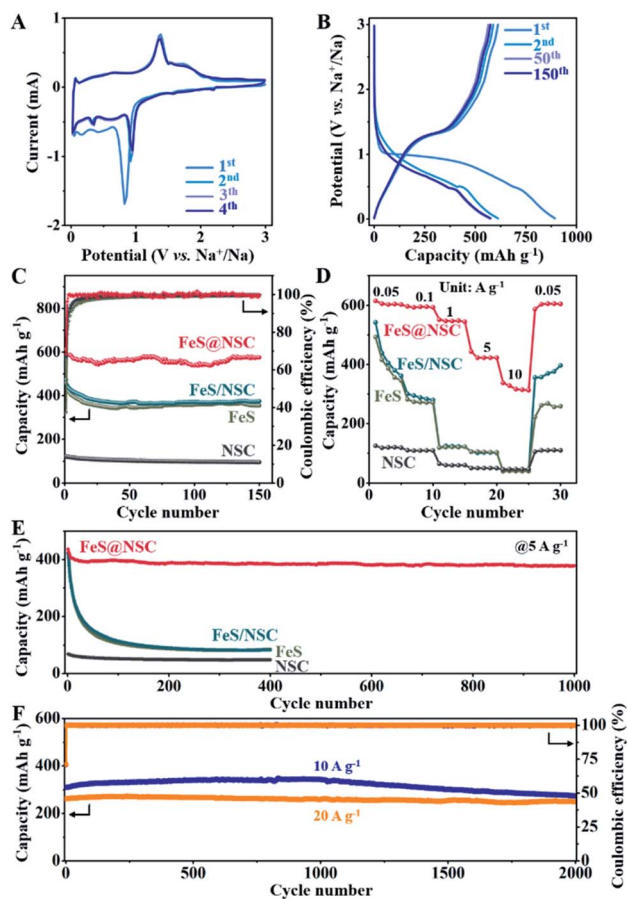 A
Current (mA)
1
0
-1
-2
0 1 2 3
Potential (V vs. Na⁺/Na)
1st
2nd
3th
4th
B
Potential (V vs. Na⁺/Na)
3
2
1
0
0 250 500 750 1000
Capacity (mAh g⁻¹)
1st
2nd
50th
150th
C
Capacity (mAh g⁻¹)
800
600
400
200
0
0 50 75 100 125 150
Cycle number
Coulombic efficiency (%)
100
80
60
40
20
0
FeS@NSC
FeS/NSC
FeS
NSC
D
Capacity (mAh g⁻¹)
600
400
200
0
0 10 20 30
Cycle number
Unit: A g⁻¹
0.05 0.1 1 5 10 0.05
FeS@NSC
FeS/NSC
FeS
NSC
E
Capacity (mAh g⁻¹)
400
200
0
0 200 400 600 800 1000
Cycle number
FeS@NSC
@5 A g⁻¹
FeS/NSC
FeS
NSC
F
Capacity (mAh g⁻¹)
600
400
200
0
0 500 1000 1500 2000
Cycle number
Coulombic efficiency (%)
100
75
50
25
0
10 A g⁻¹
20 A g⁻¹